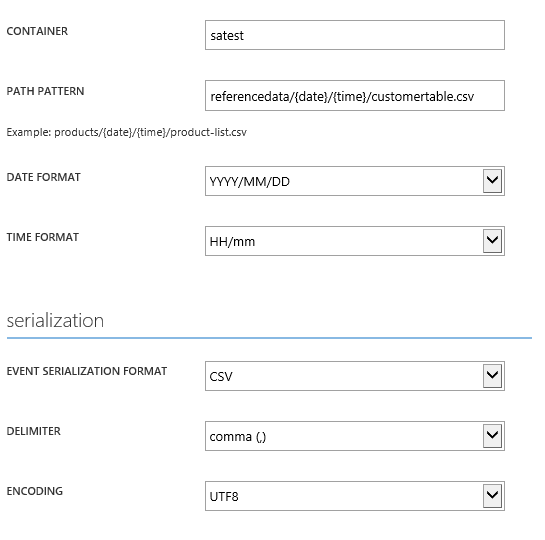 CONTAINER
satest
PATH PATTERN
referencedata/{date}/{time}/customertable.csv
Example: products/{date}/{time}/product-list.csv
DATE FORMAT
YYYY/MM/DD
TIME FORMAT
HH/mm
serialization
EVENT SERIALIZATION FORMAT
CSV
DELIMITER
comma (,)
ENCODING
UTF8